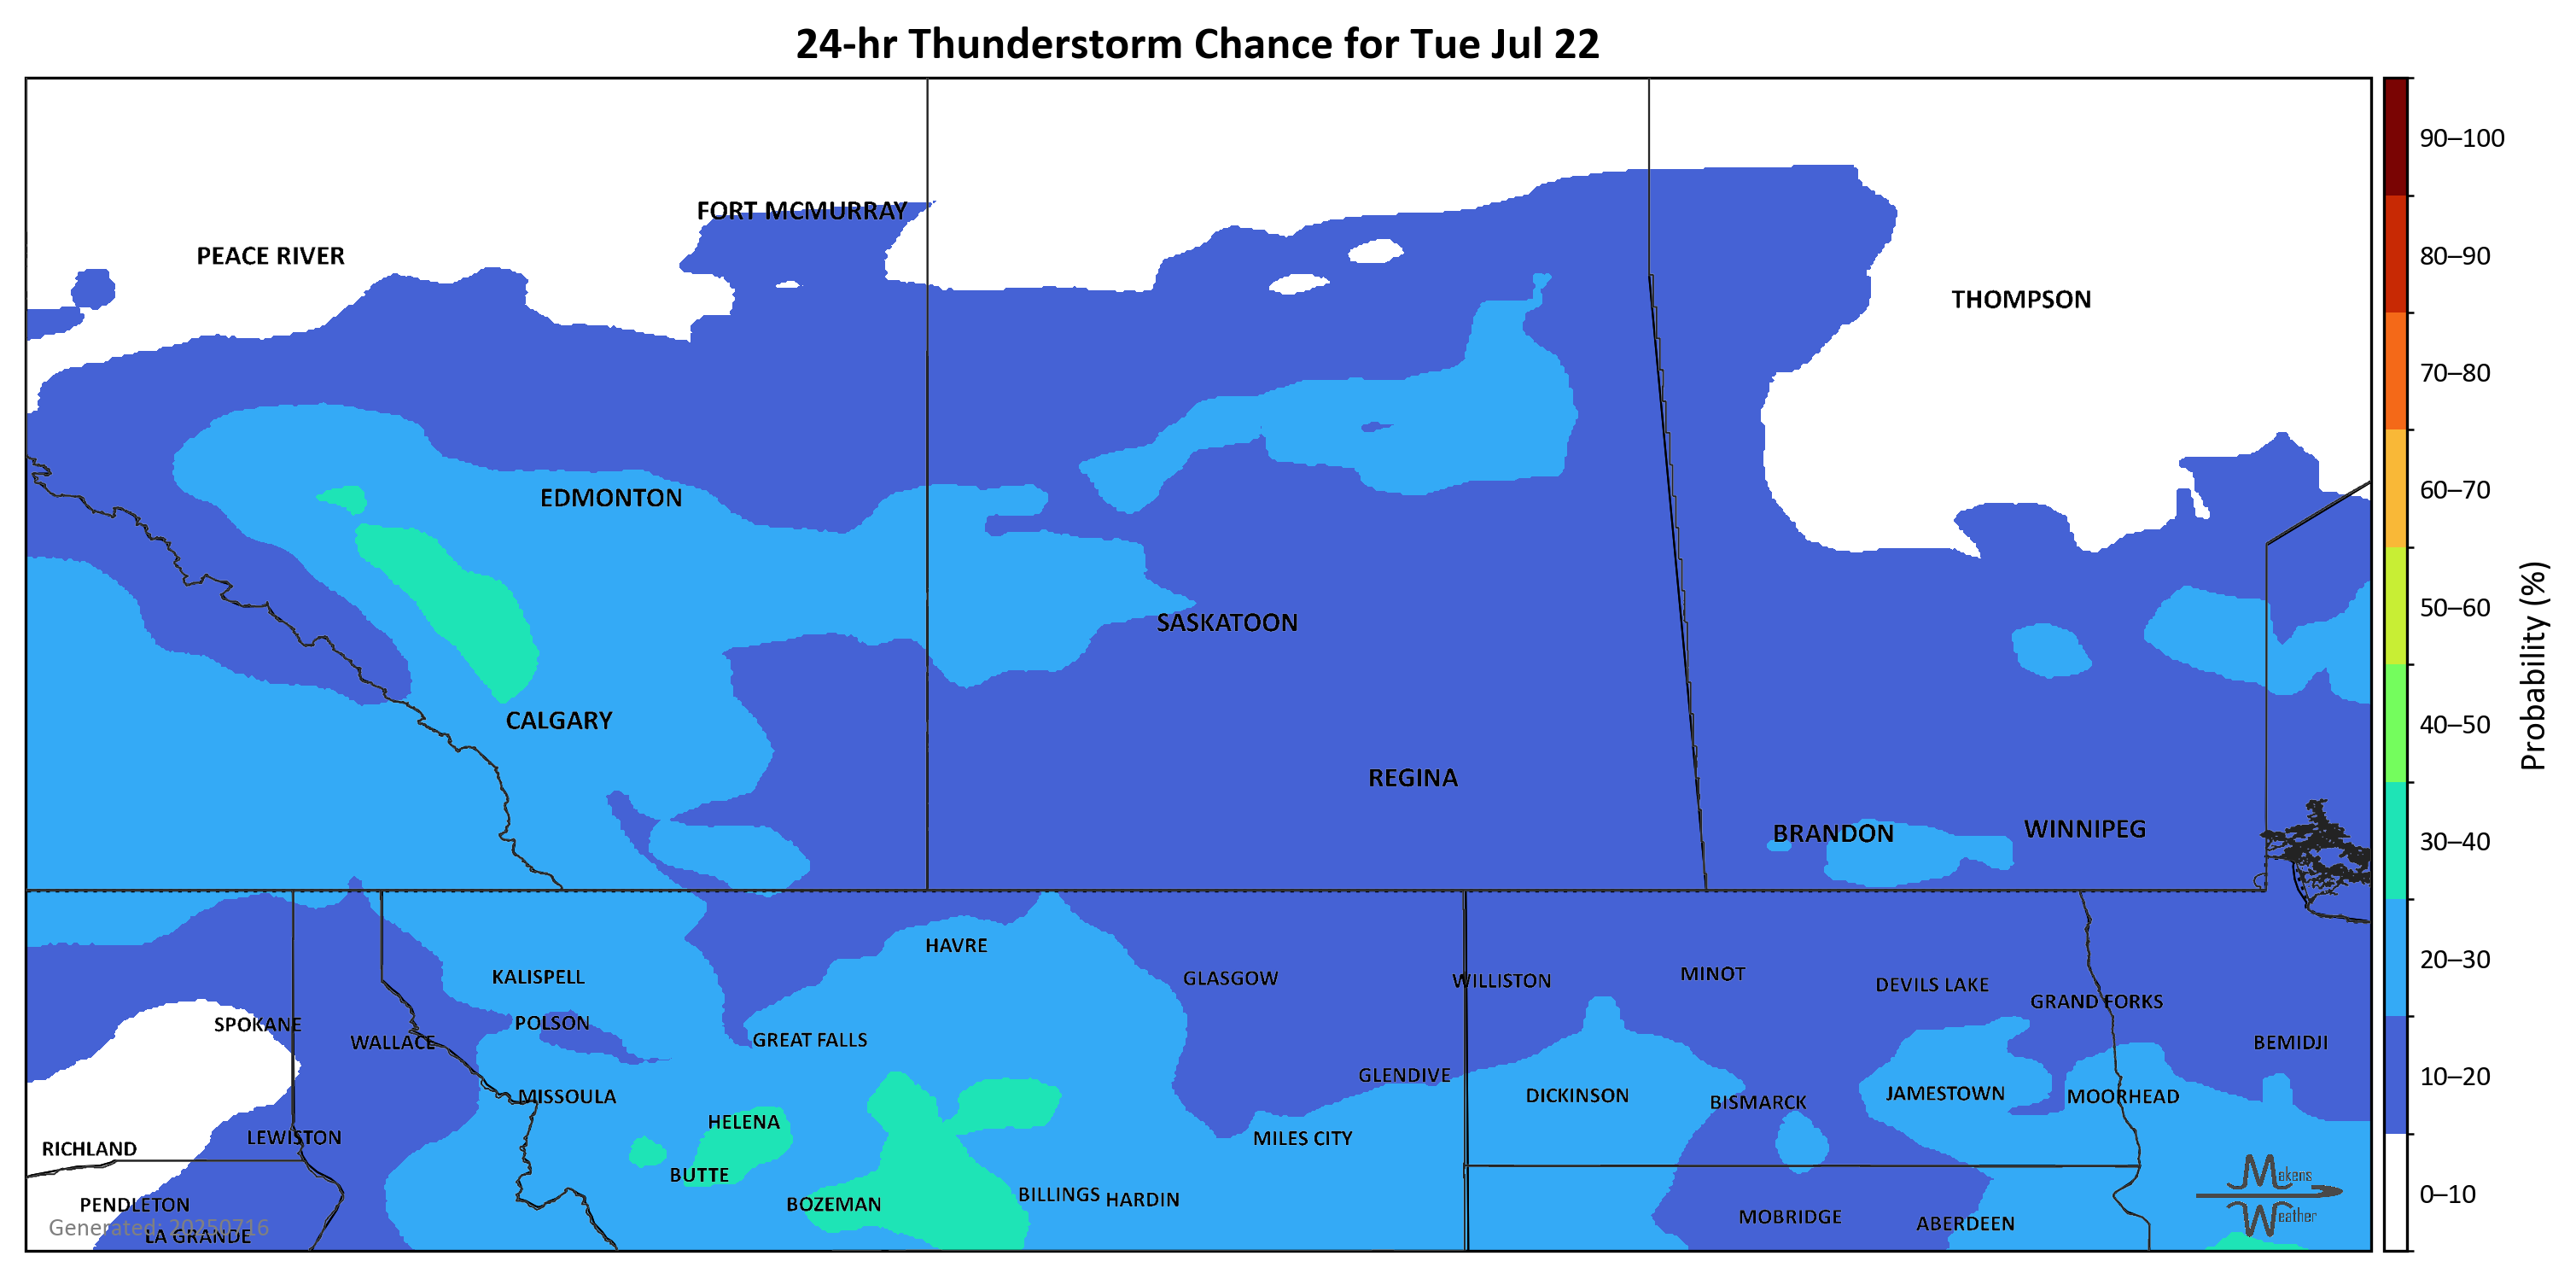 24-hr Thunderstorm Chance for Tue Jul 22
90–100
FORT MCMURRAY
PEACE RIVER
80–90
THOMPSON
70–80
60–70
EDMONTON
50–60
SASKATOON
Probability (%)
CALGARY
40–50
REGINA
BRANDON
WINNIPEG
30–40
HAVRE
20–30
KALISPELL
GLASGOW
WILLISTON
MINOT
DEVILS LAKE
GRAND FORKS
SPOKANE
POLSON
WALLACE
GREAT FALLS
BEMIDJI
GLENDIVE
10–20
MISSOULA
DICKINSON
BISMARCK
JAMESTOWN
MOORHEAD
HELENA
LEWISTON
MILES CITY
RICHLAND
BUTTE
Makens
Weather
0–10
PENDLETON
BOZEMAN
BILLINGS
HARDIN
MOBRIDGE
ABERDEEN
Generated: 20250716
LA GRANDE